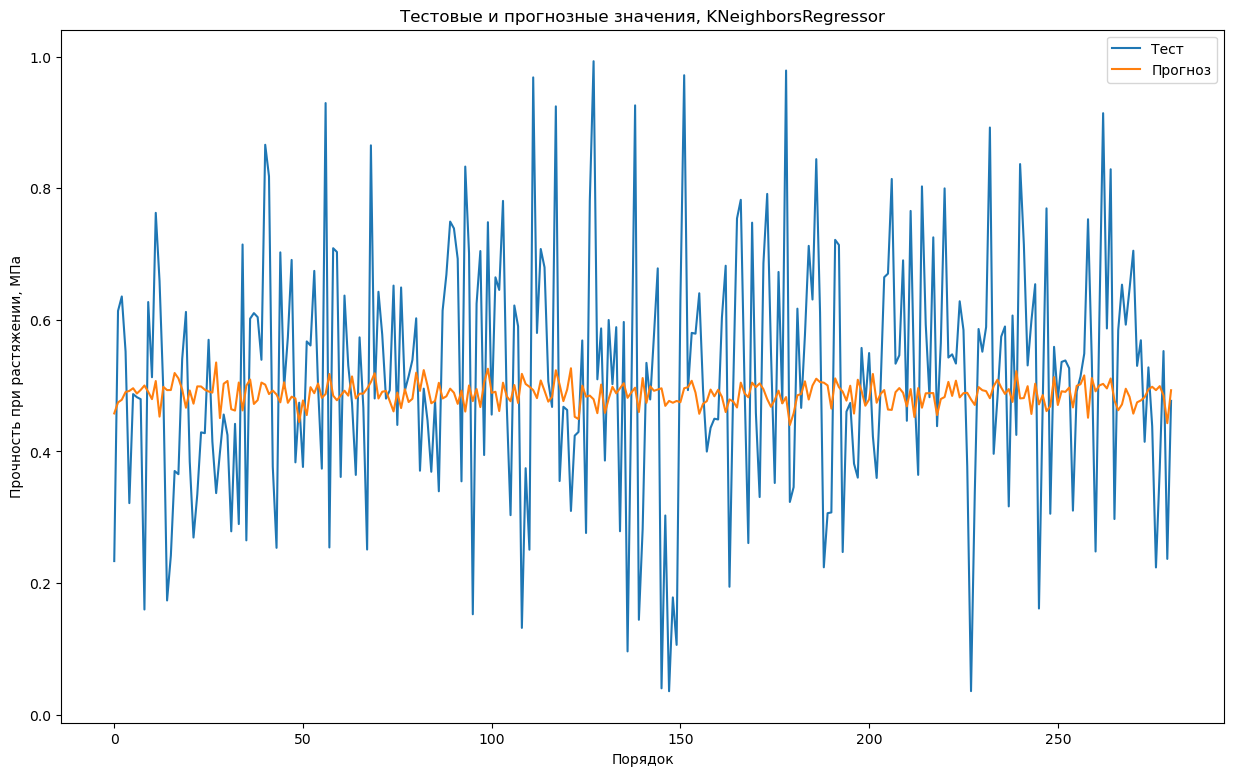 Тестовые и прогнозные значения, KNeighborsRegressor
Тест
Прогноз
Прочность при растяжении, МПа
1.0
0.8
0.6
0.4
0.2
0.0
0
50
100
150
200
250
Порядок